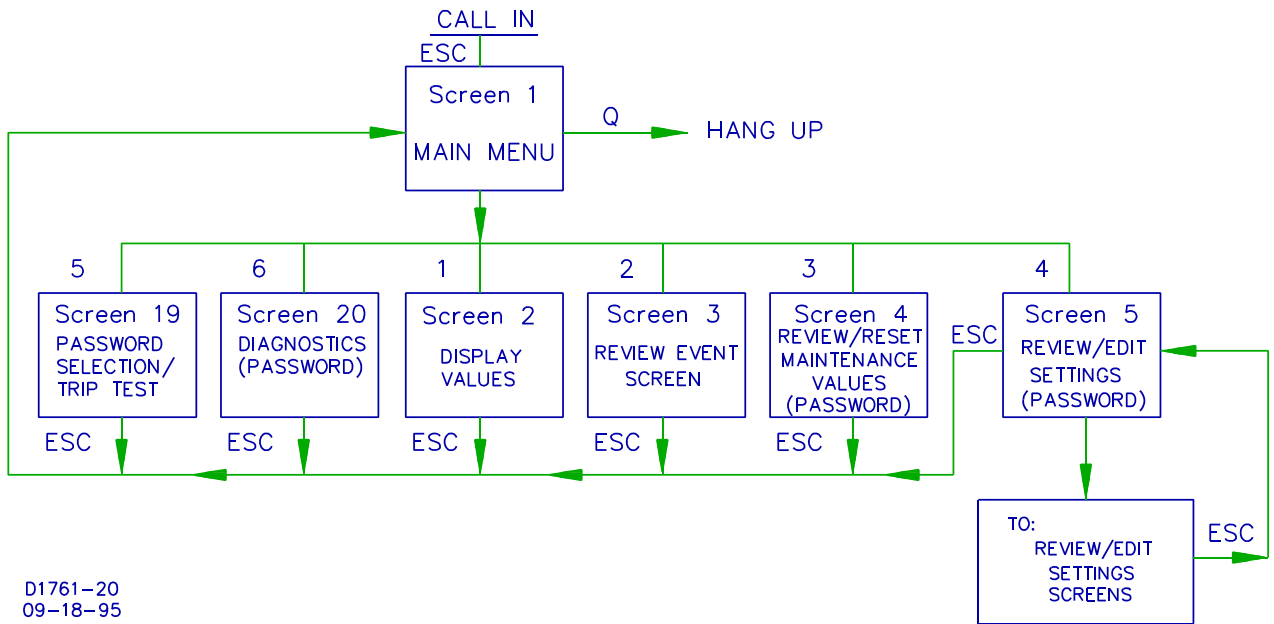 CALL IN
ESC
Screen 1
MAIN MENU
Q
HANG UP
5
6
1
2
3
4
Screen 19
PASSWORD
SELECTION/
TRIP TEST
ESC
Screen 20
DIAGNOSTICS
(PASSWORD)
ESC
Screen 2
DISPLAY
VALUES
ESC
Screen 3
REVIEW EVENT
SCREEN
ESC
Screen 4
REVIEW/RESET
MAINTENANCE
VALUES
(PASSWORD)
ESC
ESC
Screen 5
REVIEW/EDIT
SETTINGS
(PASSWORD)
TO:
REVIEW/EDIT
SETTINGS
SCREENS
ESC
D1761-20
09-18-95